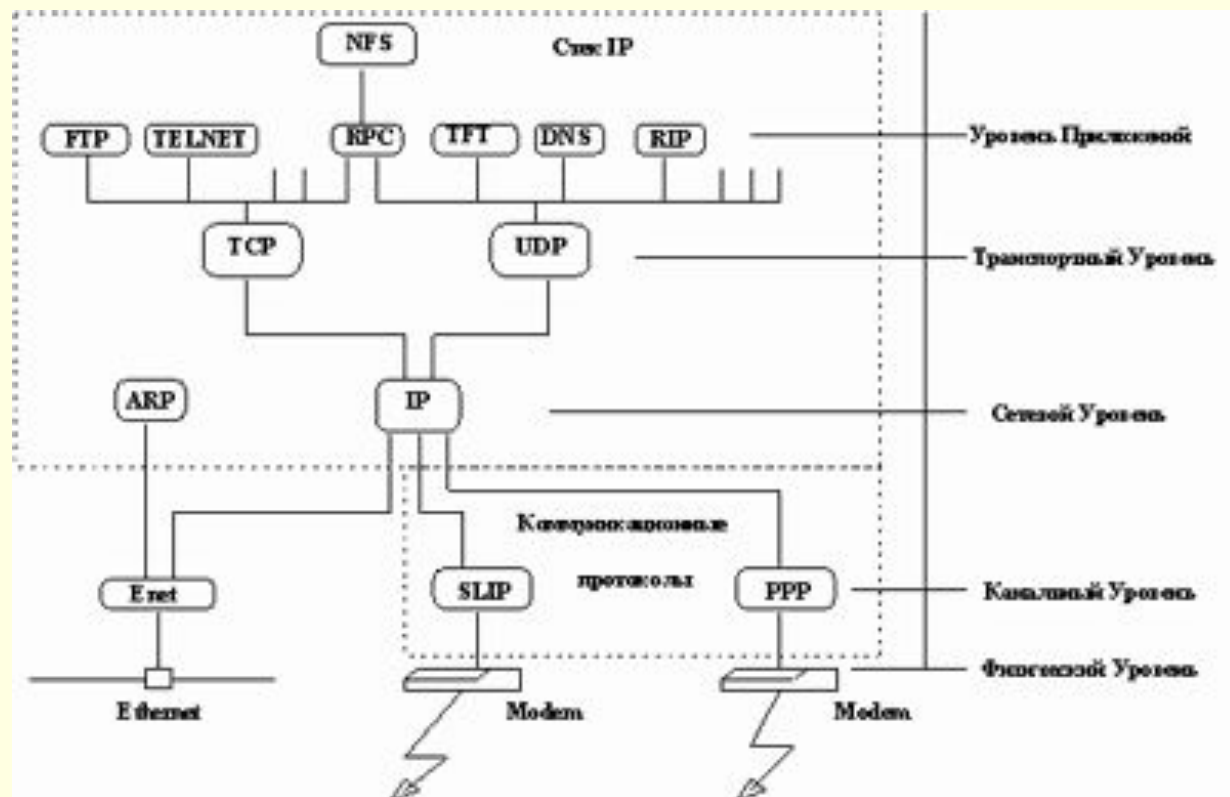 NFS
Стек IP
FTP TELNET RPC TFT DNS RIP
Уровень Приложений
TCP UDP
Транспортный Уровень
ARP IP
Сетевой Уровень
Коммуникационные
протоколы
Enet SLIP PPP
Канальный Уровень
Физический Уровень
Ethernet Modem Modem